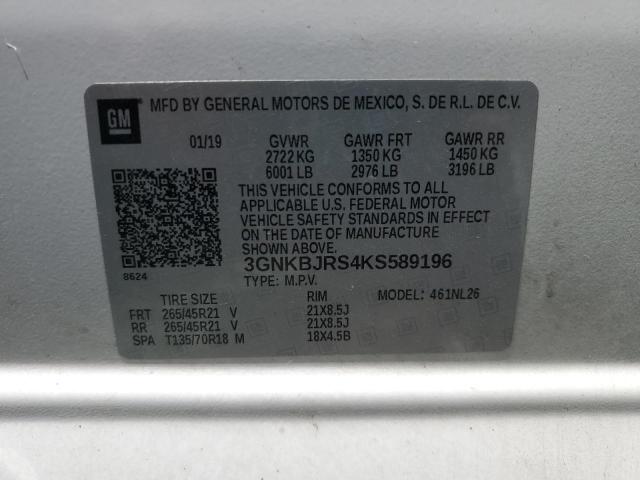 GM
MFD BY GENERAL MOTORS DE MEXICO, S. DE R.L. DE C.V.
01/19 GVWR GAWR FRT GAWR RR
2722 KG 1350 KG 1450 KG
6001 LB 2976 LB 3196 LB
THIS VEHICLE CONFORMS TO ALL
APPLICABLE U.S. FEDERAL MOTOR
VEHICLE SAFETY STANDARDS IN EFFECT
ON THE DATE OF MANUFACTURE
SHOWN ABOVE.
8624
3GNKBJRS4KS589196
TYPE: M.P.V. MODEL: 461NL26
TIRE SIZE RIM
FRT 265/45R21 V 21X8.5J
RR 265/45R21 V 21X8.5J
SPA T135/70R18 M 18X4.5B